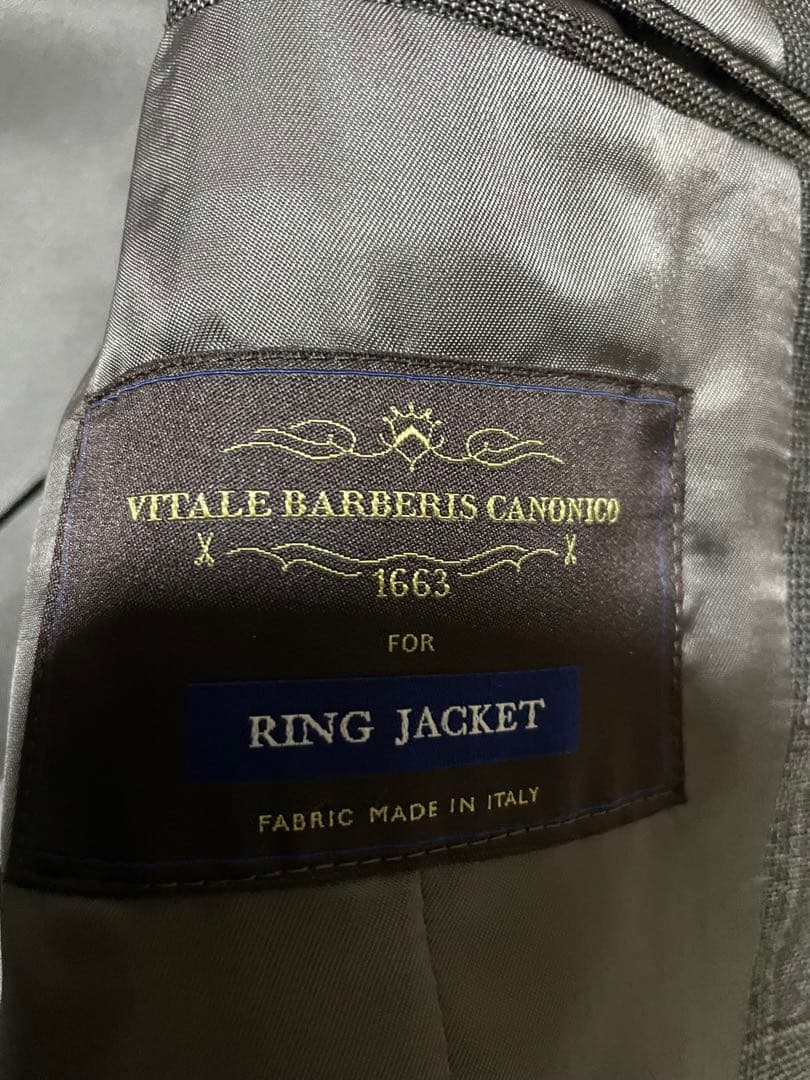 VITALE BARBERIS CANONICO
1663
FOR
RING JACKET
FABRIC MADE IN ITALY